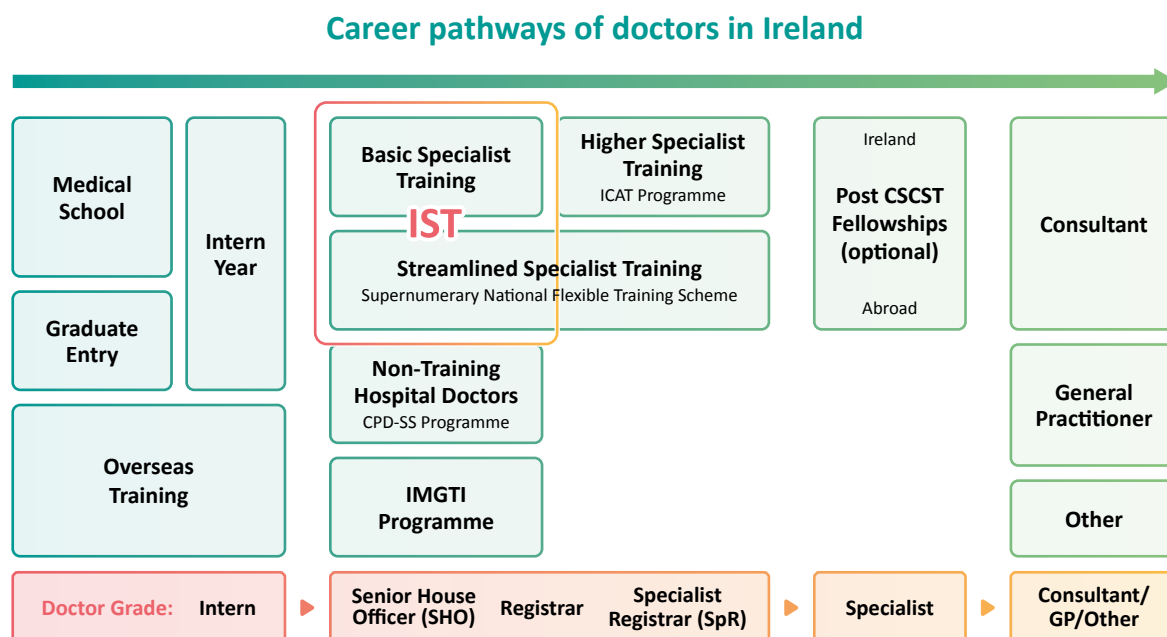 Career pathways of doctors in Ireland
Medical
School
Graduate
Entry
Intern
Year
Overseas
Training
Basic Specialist
Training
IST
Higher Specialist
Training
ICAT Programme
Streamlined Specialist Training
Supernumerary National Flexible Training Scheme
Non-Training
Hospital Doctors
CPD-SS Programme
IMGTI
Programme
Ireland
Post CSCST
Fellowships
(optional)
Abroad
Consultant
General
Practitioner
Other
Doctor Grade: Intern
Senior House
Officer (SHO)
Registrar
Specialist
Registrar (SpR)
Specialist
Consultant/
GP/Other